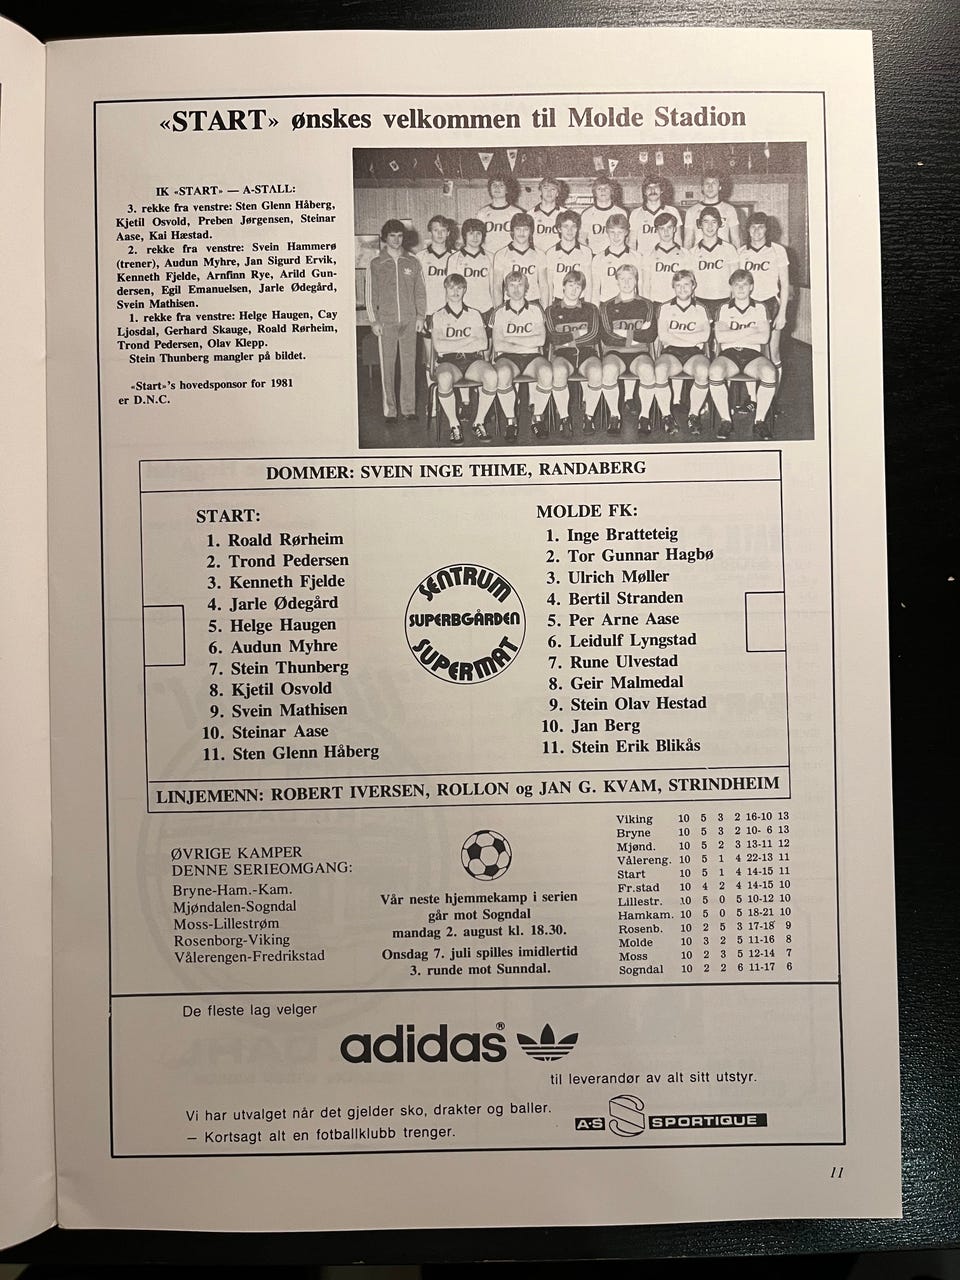 «START» ønskes velkommen til Molde Stadion
IK «START» — A-STALL:
3. rekke fra venstre: Sten Glenn Håberg,
Kjetil Osvold, Preben Jørgensen, Steinar
Aase, Kai Hæstad.
2. rekke fra venstre: Svein Hammerø
(trener), Audun Myhre, Jan Sigurd Ervik,
Kenneth Fjelde, Arnfinn Rye, Arild Gun-
dersen, Egil Emanuelsen, Jarle Ødegård,
Svein Mathisen.
1. rekke fra venstre: Helge Haugen, Cay
Ljosdal, Gerhard Skauge, Roald Rørheim,
Trond Pedersen, Olav Klepp.
Stein Thunberg mangler på bildet.
«Start»'s hovedsponsor for 1981
er D.N.C.
DnC DnC DnC DnC DnC DnC
DnC DnC DnC DnC DnC DnC
DOMMER: SVEIN INGE THIME, RANDABERG
START:
1. Roald Rørheim
2. Trond Pedersen
3. Kenneth Fjelde
4. Jarle Ødegård
5. Helge Haugen
6. Audun Myhre
7. Stein Thunberg
8. Kjetil Osvold
9. Svein Mathisen
10. Steinar Aase
11. Sten Glenn Håberg
SENTRUM
SUPERBGÅRDEN
SUPERMAT
MOLDE FK:
1. Inge Bratteteig
2. Tor Gunnar Hagbø
3. Ulrich Møller
4. Bertil Stranden
5. Per Arne Aase
6. Leidulf Lyngstad
7. Rune Ulvestad
8. Geir Malmedal
9. Stein Olav Hestad
10. Jan Berg
11. Stein Erik Blikås
LINJEMENN: ROBERT IVERSEN, ROLLON og JAN G. KVAM, STRINDHEIM
ØVRIGE KAMPER
DENNE SERIEOMGANG:
Bryne-Ham.-Kam.
Mjøndalen-Sogndal
Moss-Lillestrøm
Rosenborg-Viking
Vålerengen-Fredrikstad
Vår neste hjemmekamp i serien
går mot Sogndal
mandag 2. august kl. 18.30.
Onsdag 7. juli spilles imidlertid
3. runde mot Sunndal.
Viking 10 5 3 2 16-10 13
Bryne 10 5 3 2 10- 6 13
Mjønd. 10 5 2 3 13-11 12
Vålereng. 10 5 1 4 22-13 11
Start 10 5 1 4 14-15 11
Fr.stad 10 4 2 4 14-15 10
Lillestr. 10 5 0 5 10-12 10
Hamkam. 10 5 0 5 18-21 10
Rosenb. 10 2 5 3 17-18 9
Molde 10 3 2 5 11-16 8
Moss 10 2 3 5 12-14 7
Sogndal 10 2 2 6 11-17 6
De fleste lag velger
adidas®
til leverandør av alt sitt utstyr.
Vi har utvalget når det gjelder sko, drakter og baller.
– Kortsagt alt en fotballklubb trenger.
A·S S SPORTIQUE
11